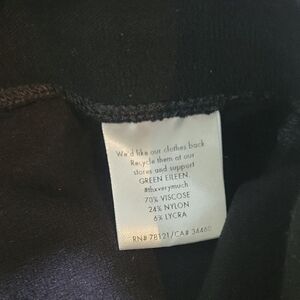 We'd like our clothes back
Recycle them at our
stores and support
GREEN EILEEN
#thxverymuch
70% VISCOSE
24% NYLON
6% LYCRA
RN# 78121/CA# 34460